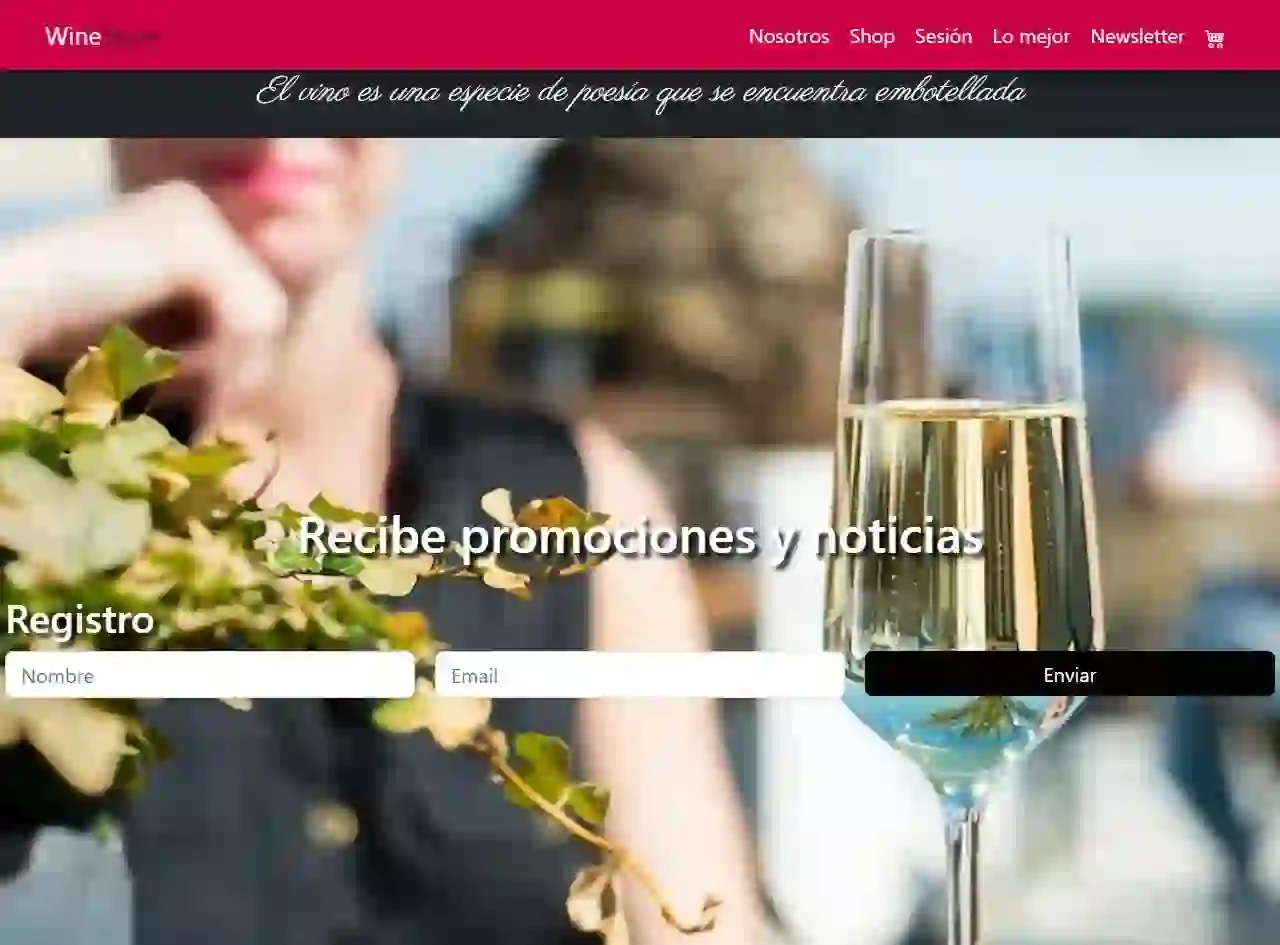 Wine
Nosotros Shop Sesión Lo mejor Newsletter
El vino es una especie de poesía que se encuentra embotellada
Recibe promociones y noticias
Registro
Nombre Email Enviar